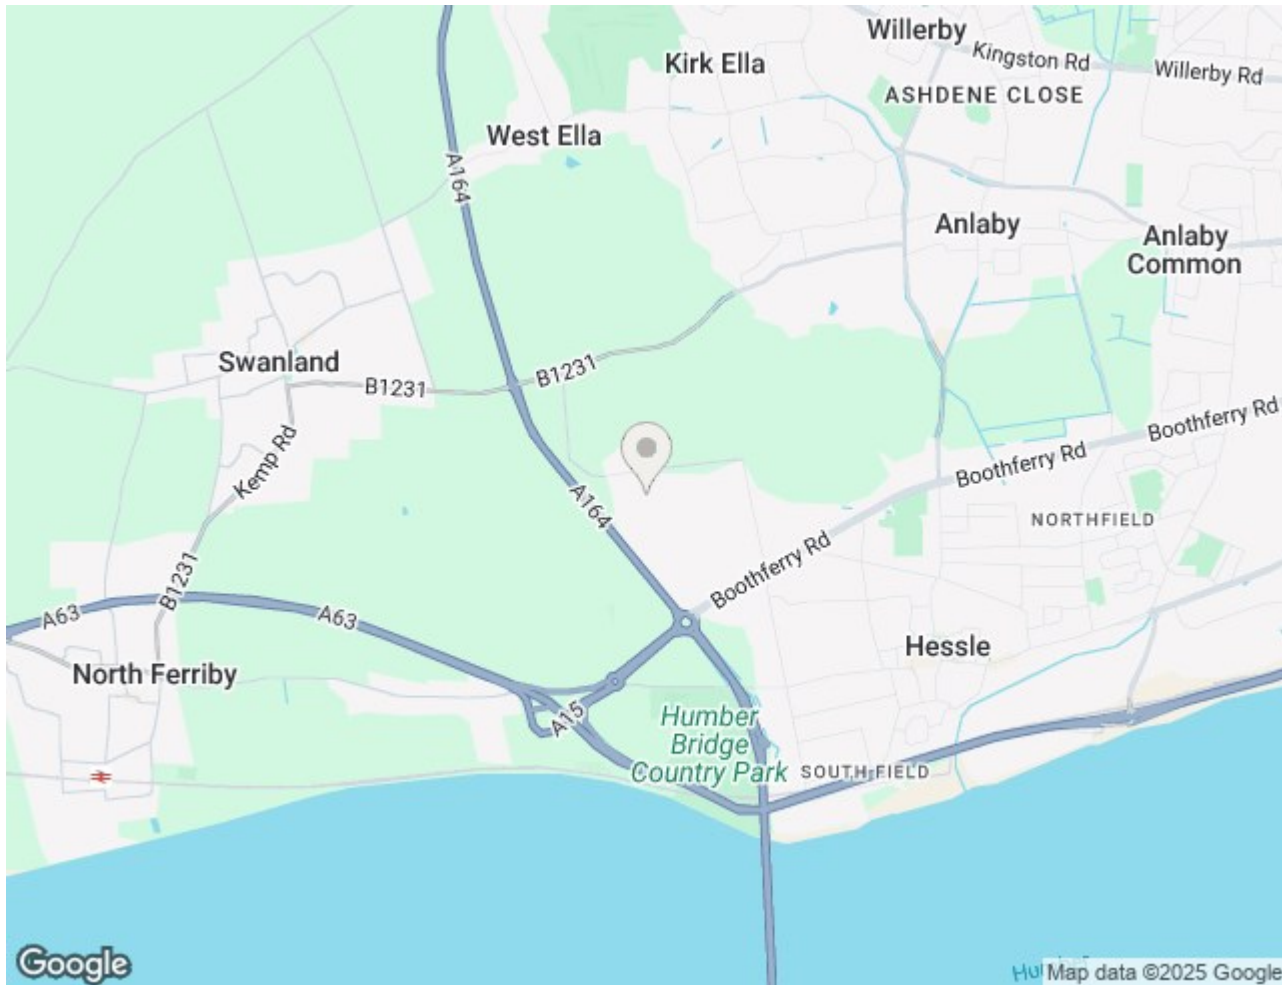 Willerby
Kingston Rd
Willerby Rd
Kirk Ella
ASHDENE CLOSE
West Ella
A164
Anlaby
Anlaby
Common
Swanland
B1231
B1231
Kemp Rd
Boothferry Rd
Boothferry Rd
A164
NORTHFIELD
Boothferry Rd
B1231
A63
A63
Hessle
North Ferriby
A15
Humber
Bridge
Country Park
SOUTH FIELD
Google
Map data ©2025 Google